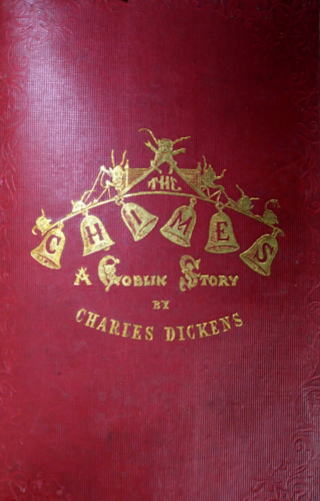 THE
CHIMES
A GOBLIN STORY
BY
CHARLES DICKENS